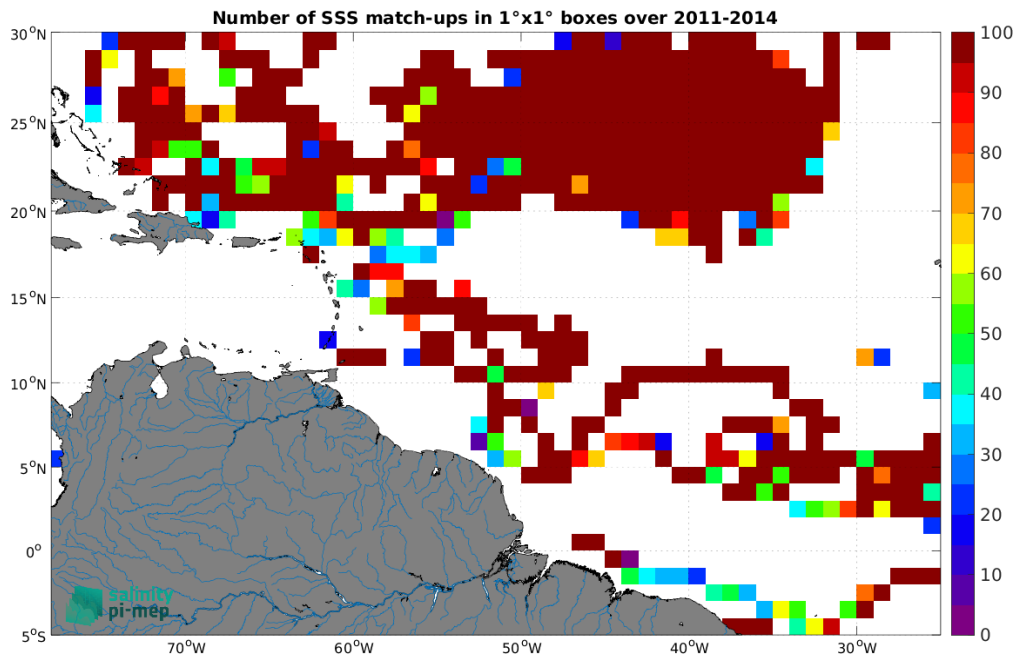 Number of SSS match-ups in 1°x1° boxes over 2011-2014
30°N
25°N
20°N
15°N
10°N
5°N
0°
5°S
70°W
60°W
50°W
40°W
30°W
100
90
80
70
60
50
40
30
20
10
0
salinity
pi-mep